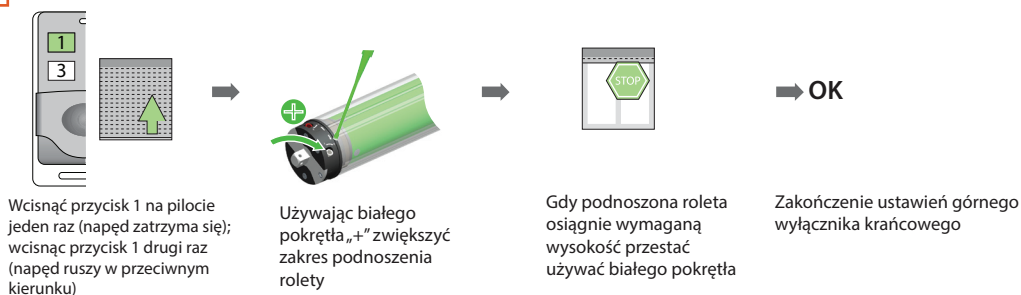 1
3
STOP
OK
Wcisnąć przycisk 1 na pilocie
jeden raz (napęd zatrzyma się);
wcisnąc przycisk 1 drugi raz
(napęd ruszy w przeciwnym
kierunku)
Używając białego
pokrętła „+” zwiększyć
zakres podnoszenia
rolety
Gdy podnoszona roleta
osiągnie wymaganą
wysokość przestać
używać białego pokrętła
Zakończenie ustawień górnego
wyłącznika krańcowego